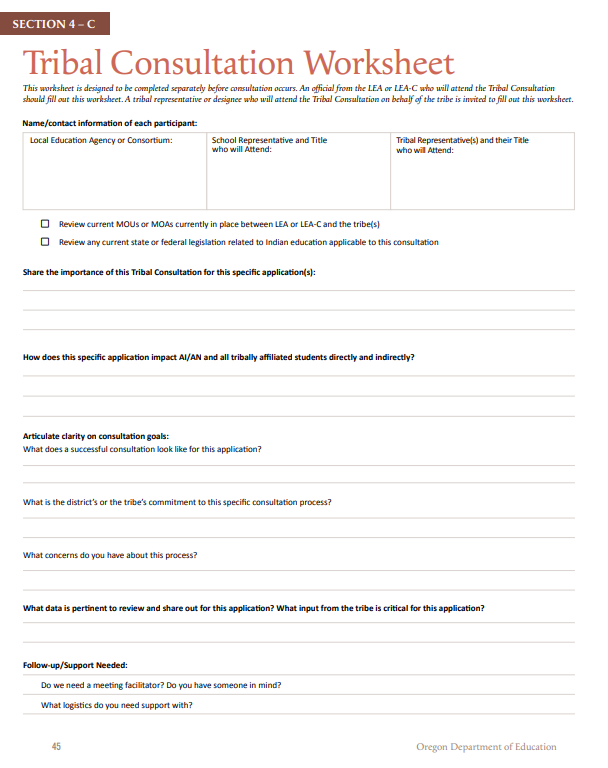 SECTION 4 – C
Tribal Consultation Worksheet
This worksheet is designed to be completed separately before consultation occurs. An official from the LEA or LEA-C who will attend the Tribal Consultation
should fill out this worksheet. A tribal representative or designee who will attend the Tribal Consultation on behalf of the tribe is invited to fill out this worksheet.
Name/contact information of each participant:
Local Education Agency or Consortium:
School Representative and Title
who will Attend:
Tribal Representative(s) and their Title
who will Attend:
Review current MOUs or MOAs currently in place between LEA or LEA-C and the tribe(s)
Review any current state or federal legislation related to Indian education applicable to this consultation
Share the importance of this Tribal Consultation for this specific application(s):
How does this specific application impact AI/AN and all tribally affiliated students directly and indirectly?
Articulate clarity on consultation goals:
What does a successful consultation look like for this application?
What is the district's or the tribe's commitment to this specific consultation process?
What concerns do you have about this process?
What data is pertinent to review and share out for this application? What input from the tribe is critical for this application?
Follow-up/Support Needed:
Do we need a meeting facilitator? Do you have someone in mind?
What logistics do you need support with?
45
Oregon Department of Education